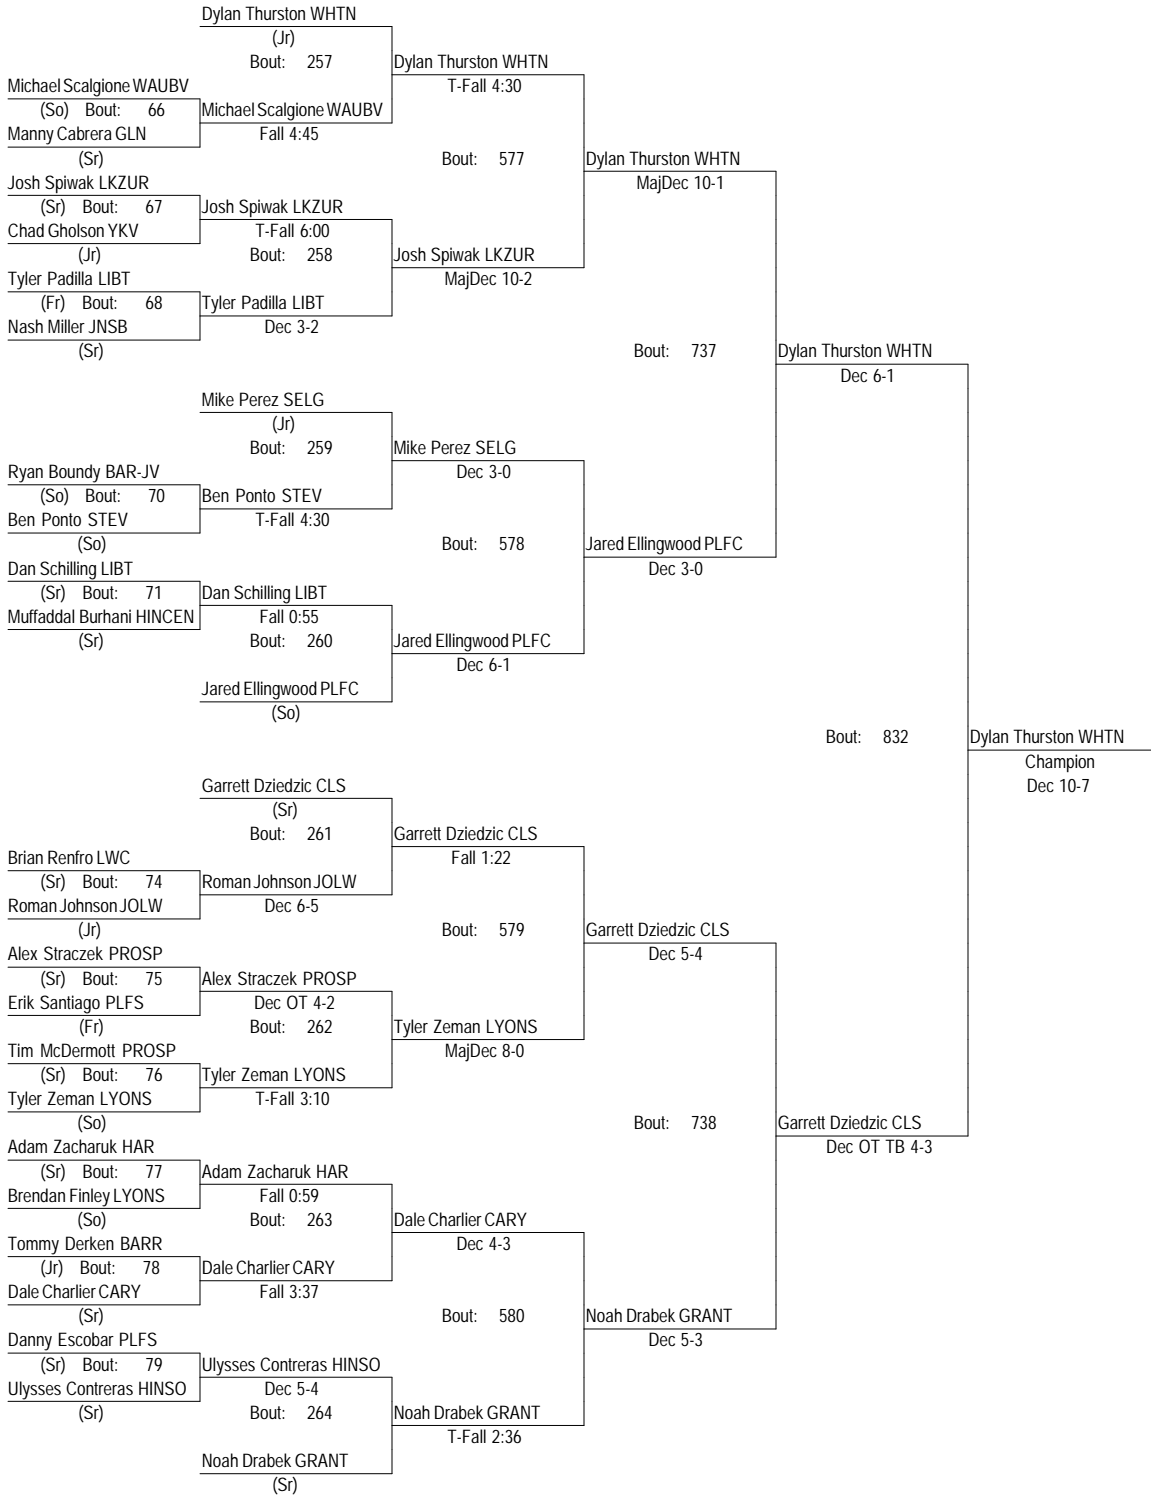 Dylan Thurston WHTN
(Jr)
Bout: 257
Dylan Thurston WHTN
T-Fall 4:30
Michael Scalgione WAUBV
(So) Bout: 66
Michael Scalgione WAUBV
Manny Cabrera GLN
Fall 4:45
(Sr)
Bout: 577
Dylan Thurston WHTN
MajDec 10-1
Josh Spiwak LKZUR
(Sr) Bout: 67
Josh Spiwak LKZUR
Chad Gholson YKV
T-Fall 6:00
(Jr)
Bout: 258
Josh Spiwak LKZUR
MajDec 10-2
Tyler Padilla LIBT
(Fr) Bout: 68
Tyler Padilla LIBT
Nash Miller JNSB
Dec 3-2
(Sr)
Bout: 737
Dylan Thurston WHTN
Dec 6-1
Mike Perez SELG
(Jr)
Bout: 259
Mike Perez SELG
Dec 3-0
Ryan Boundy BAR-JV
(So) Bout: 70
Ben Ponto STEV
Ben Ponto STEV
T-Fall 4:30
(So)
Bout: 578
Jared Ellingwood PLFC
Dec 3-0
Dan Schilling LIBT
(Sr) Bout: 71
Dan Schilling LIBT
Muffaddal Burhani HINCEN
Fall 0:55
(Sr)
Bout: 260
Jared Ellingwood PLFC
Dec 6-1
Jared Ellingwood PLFC
(So)
Bout: 832
Dylan Thurston WHTN
Champion
Dec 10-7
Garrett Dziedzic CLS
(Sr)
Bout: 261
Garrett Dziedzic CLS
Fall 1:22
Brian Renfro LWC
(Sr) Bout: 74
Roman Johnson JOLW
Roman Johnson JOLW
Dec 6-5
(Jr)
Bout: 579
Garrett Dziedzic CLS
Dec 5-4
Alex Straczek PROSP
(Sr) Bout: 75
Alex Straczek PROSP
Erik Santiago PLFS
Dec OT 4-2
(Fr)
Bout: 262
Tyler Zeman LYONS
MajDec 8-0
Tim McDermott PROSP
(Sr) Bout: 76
Tyler Zeman LYONS
Tyler Zeman LYONS
T-Fall 3:10
(So)
Bout: 738
Garrett Dziedzic CLS
Dec OT TB 4-3
Adam Zacharuk HAR
(Sr) Bout: 77
Adam Zacharuk HAR
Brendan Finley LYONS
Fall 0:59
(So)
Bout: 263
Dale Charlier CARY
Dec 4-3
Tommy Derken BARR
(Jr) Bout: 78
Dale Charlier CARY
Dale Charlier CARY
Fall 3:37
(Sr)
Bout: 580
Noah Drabek GRANT
Dec 5-3
Danny Escobar PLFS
(Sr) Bout: 79
Ulysses Contreras HINSO
Ulysses Contreras HINSO
Dec 5-4
(Sr)
Bout: 264
Noah Drabek GRANT
T-Fall 2:36
Noah Drabek GRANT
(Sr)